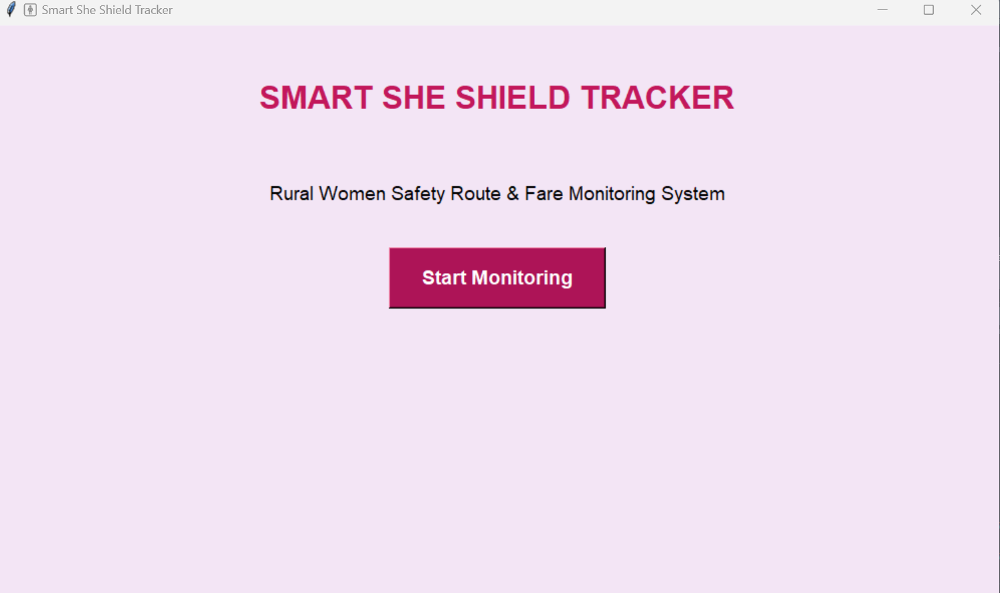 Smart She Shield Tracker
SMART SHE SHIELD TRACKER
Rural Women Safety Route & Fare Monitoring System
Start Monitoring